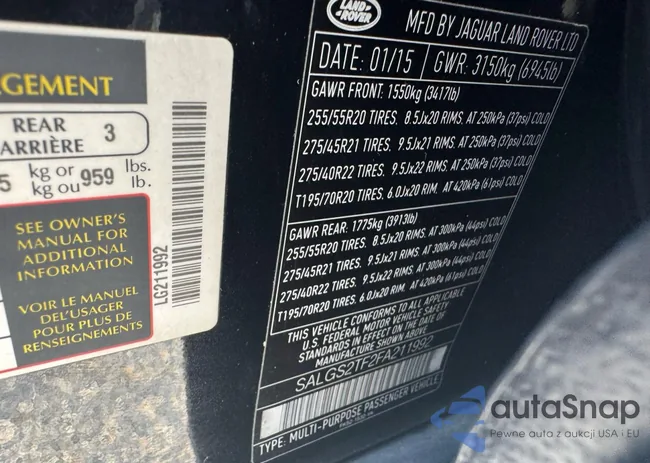 AGEMENT
REAR
ARRIÈRE 3
5 kg or 959 lbs.
kg ou lb.
SEE OWNER'S
MANUAL FOR
ADDITIONAL
INFORMATION
VOIR LE MANUEL
DEL'USAGER
POUR PLUS DE
RENSEIGNEMENTS
LG211992
LAND
ROVER
MFD BY JAGUAR LAND ROVER LTD
DATE: 01/15 GWR: 3150kg (6945lb)
GAWR FRONT: 1550kg (3417lb)
255/55R20 TIRES. 8.5Jx20 RIMS. AT 250kPa (37psi) COLD
275/45R21 TIRES. 9.5Jx21 RIMS. AT 250kPa (37psi) COLD
275/40R22 TIRES. 9.5Jx22 RIMS. AT 250kPa (37psi) COLD
T195/70R20 TIRES. 6.0Jx20 RIM. AT 420kPa (61psi) COLD
GAWR REAR: 1775kg (3913lb)
255/55R20 TIRES. 8.5Jx20 RIMS. AT 300kPa (44psi) COLD
275/45R21 TIRES. 9.5Jx21 RIMS. AT 300kPa (44psi) COLD
275/40R22 TIRES. 9.5Jx22 RIMS. AT 300kPa (44psi) COLD
T195/70R20 TIRES. 6.0Jx20 RIM. AT 420kPa (61psi) COLD
THIS VEHICLE CONFORMS TO ALL APPLICABLE
U.S. FEDERAL MOTOR VEHICLE SAFETY
STANDARDS IN EFFECT ON THE DATE OF
MANUFACTURE SHOWN ABOVE.
SALGS2TF2FA211992
TYPE: MULTI-PURPOSE PASSENGER VEHICLE
autaSnap
Pewne auta z aukcji USA i EU